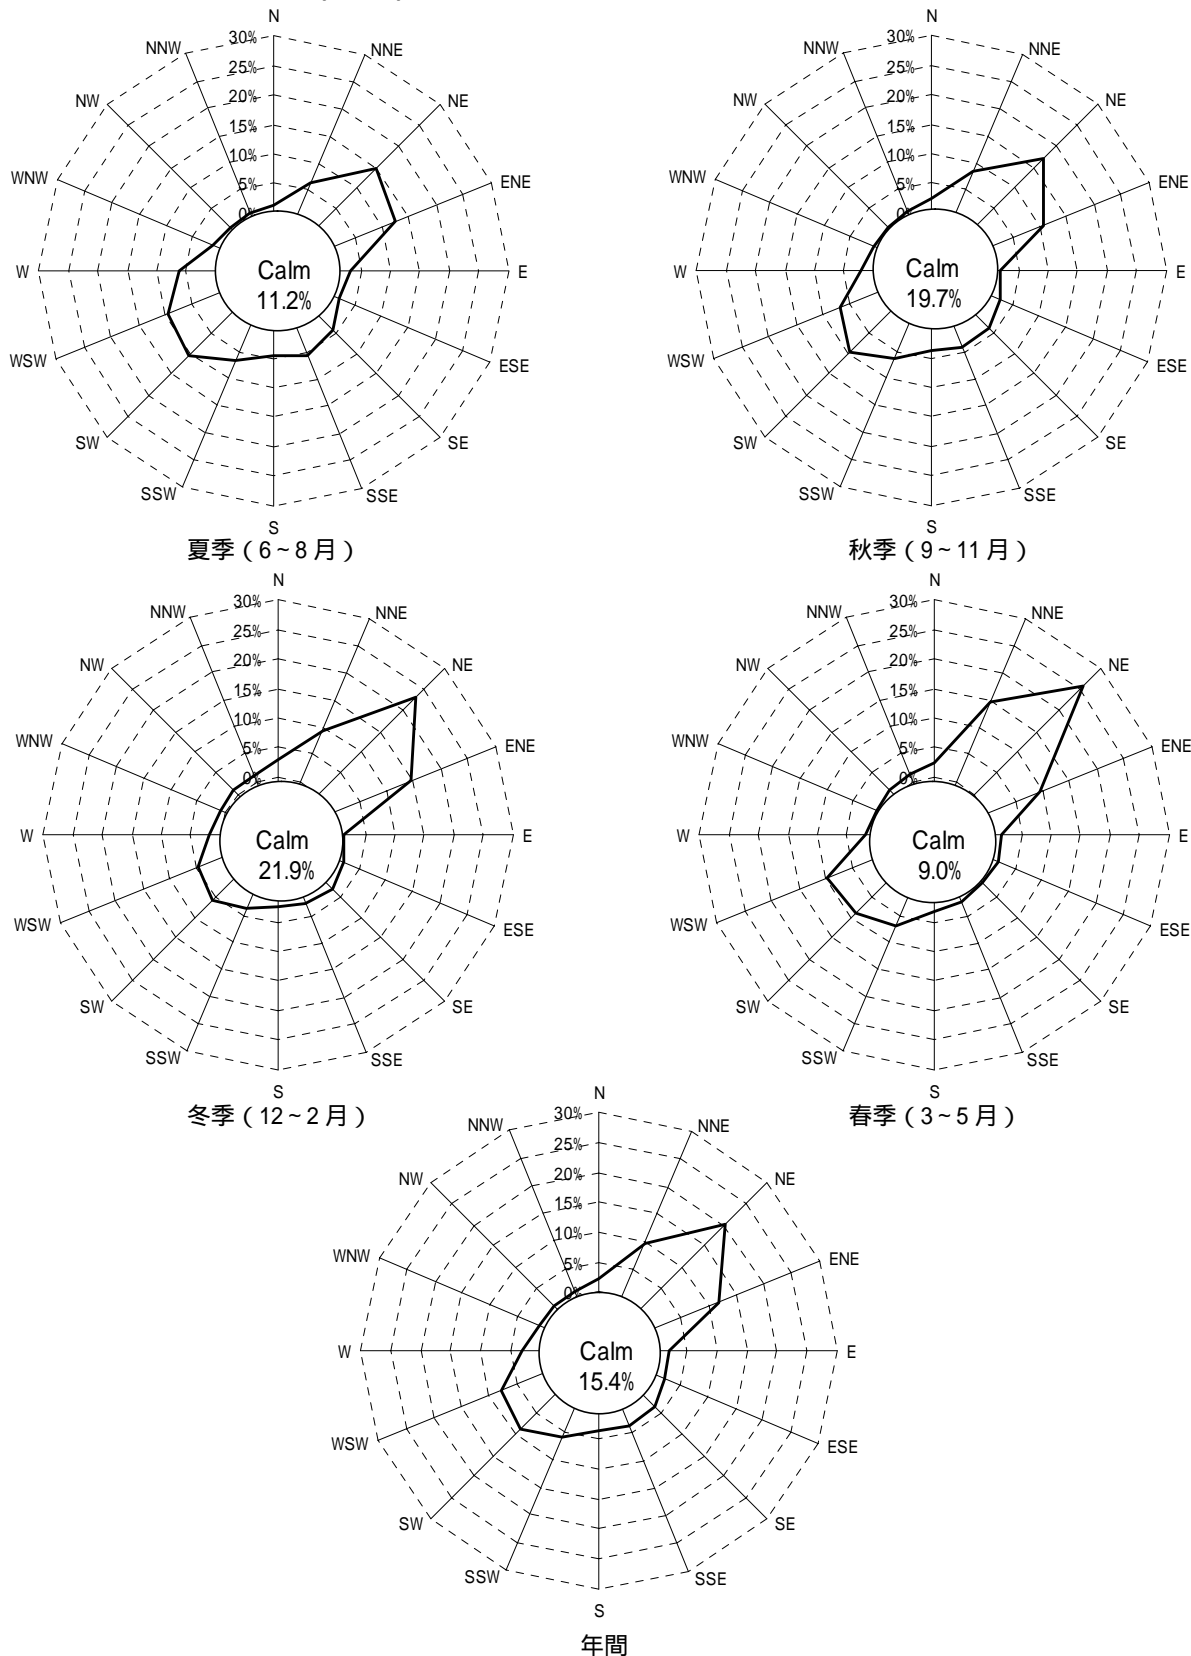 N
30%
25%
20%
15%
10%
5%
0%
NNE
NE
ENE
E
ESE
SE
SSE
S
SSW
SW
WSW
W
WNW
NW
NNW
Calm
11.2%
夏季（6~8月）
N
30%
25%
20%
15%
10%
5%
0%
NNE
NE
ENE
E
ESE
SE
SSE
S
SSW
SW
WSW
W
WNW
NW
NNW
Calm
19.7%
秋季（9~11月）
N
30%
25%
20%
15%
10%
5%
0%
NNE
NE
ENE
E
ESE
SE
SSE
S
SSW
SW
WSW
W
WNW
NW
NNW
Calm
21.9%
冬季（12~2月）
N
30%
25%
20%
15%
10%
5%
0%
NNE
NE
ENE
E
ESE
SE
SSE
S
SSW
SW
WSW
W
WNW
NW
NNW
Calm
9.0%
春季（3~5月）
N
30%
25%
20%
15%
10%
5%
0%
NNE
NE
ENE
E
ESE
SE
SSE
S
SSW
SW
WSW
W
WNW
NW
NNW
Calm
15.4%
年間